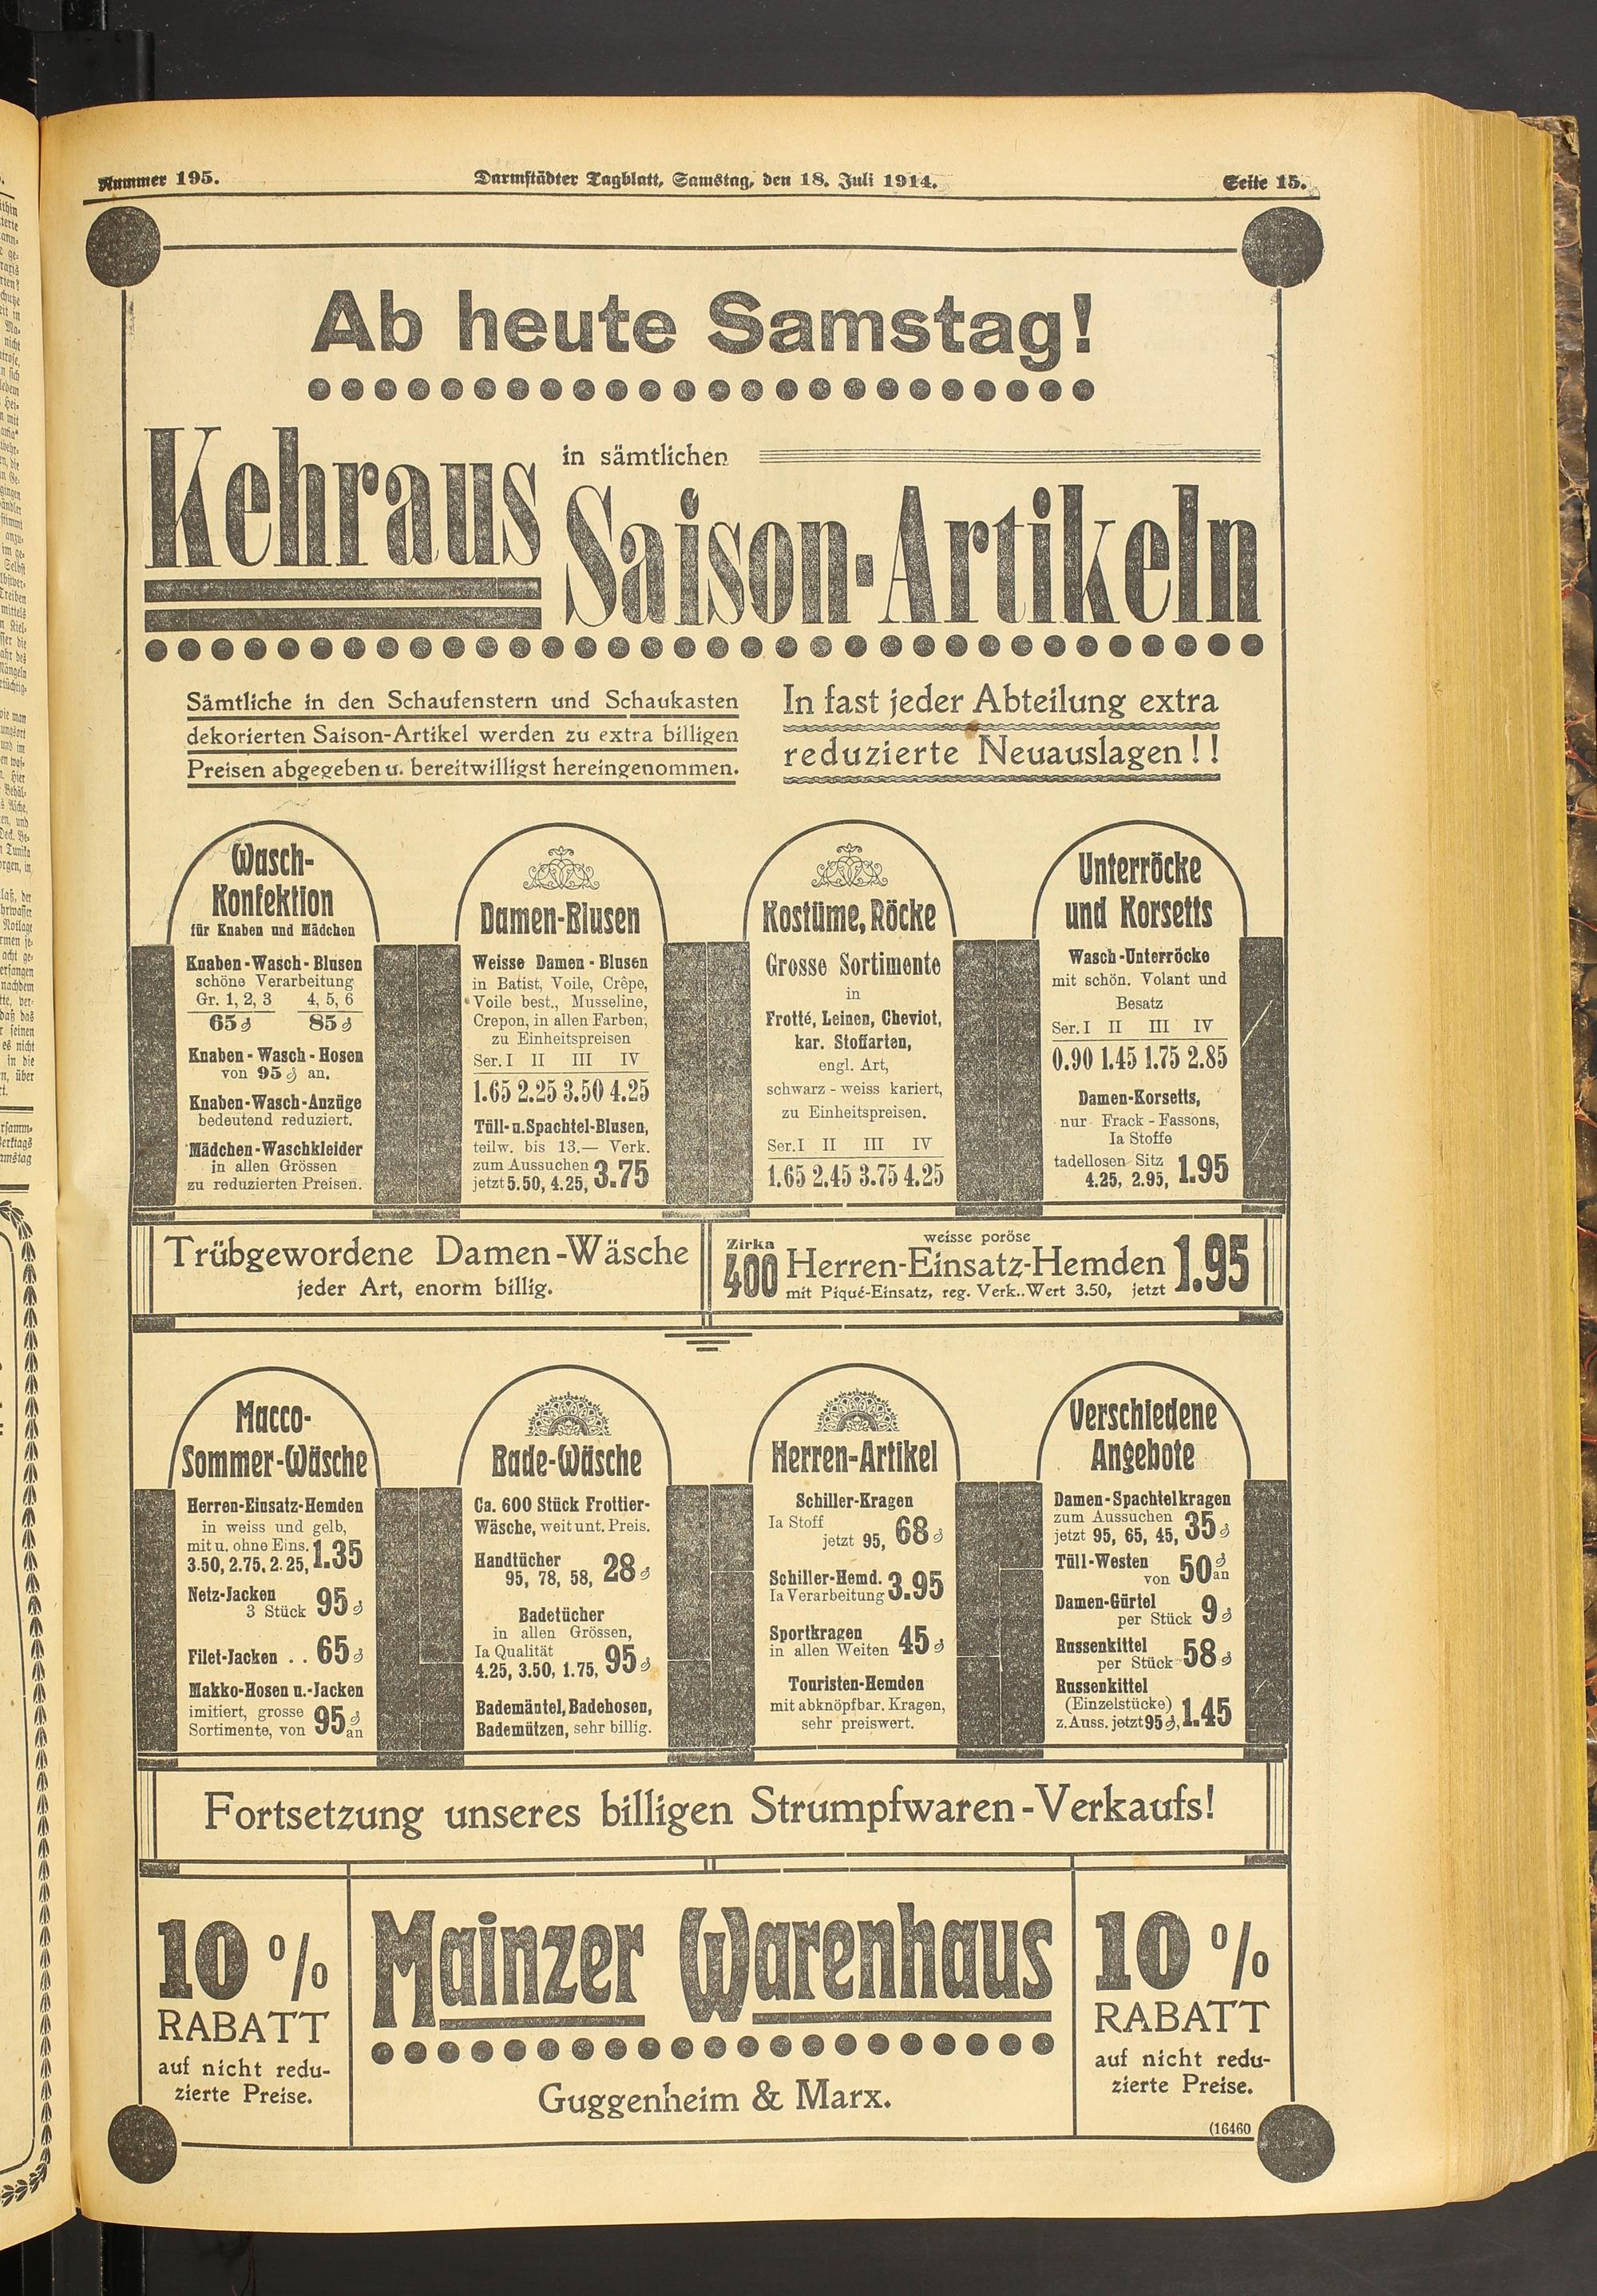 Nummer 195.
Darmstädter Tagblatt, Samstag, den 18. Juli 1914.
Seite 15.
Ab heute Samstag!
Kehraus
in sämtlichen
Saison-Artikeln
Sämtliche in den Schaufenstern und Schaukasten
dekorierten Saison-Artikel werden zu extra billigen
Preisen abgegeben u. bereitwilligst hereingenommen.
In fast jeder Abteilung extra
reduzierte Neuauslagen!!
Wasch-
Konfektion
für Knaben und Mädchen
Knaben-Wasch-Blusen
schöne Verarbeitung
Gr. 1, 2, 3 4, 5, 6
65 ₰ 85 ₰
Knaben-Wasch-Hosen
von 95 ₰ an.
Knaben-Wasch-Anzüge
bedeutend reduziert.
Mädchen-Waschkleider
in allen Grössen
zu reduzierten Preisen.
Damen-Blusen
Weisse Damen-Blusen
in Batist, Voile, Crêpe,
Voile best., Musseline,
Crepon, in allen Farben,
zu Einheitspreisen
Ser. I II III IV
1.65 2.25 3.50 4.25
Tüll- u. Spachtel-Blusen,
teilw. bis 13.— Verk.
zum Aussuchen
jetzt 5.50, 4.25, 3.75
Kostüme, Röcke
Grosse Sortimente
in
Frotté, Leinen, Cheviot,
kar. Stoffarten,
engl. Art,
schwarz-weiss kariert,
zu Einheitspreisen.
Ser. I II III IV
1.65 2.45 3.75 4.25
Unterröcke
und Korsetts
Wasch-Unterröcke
mit schön. Volant und
Besatz
Ser. I II III IV
0.90 1.45 1.75 2.85
Damen-Korsetts,
nur Frack-Fassons,
Ia Stoffe
tadellosen Sitz
4.25, 2.95, 1.95
Trübgewordene Damen-Wäsche
jeder Art, enorm billig.
Zirka
400
weisse poröse
Herren-Einsatz-Hemden
mit Piqué-Einsatz, reg. Verk..Wert 3.50, jetzt
1.95
Macco-
Sommer-Wäsche
Herren-Einsatz-Hemden
in weiss und gelb,
mit u. ohne Eins.
3.50, 2.75, 2.25, 1.35
Netz-Jacken
3 Stück 95 ₰
Filet-Jacken . . 65 ₰
Makko-Hosen u.-Jacken
imitiert, grosse
Sortimente, von 95 ₰ an
Bade-Wäsche
Ca. 600 Stück Frottier-
Wäsche, weit unt. Preis.
Handtücher
95, 78, 58, 28 ₰
Badetücher
in allen Grössen,
Ia Qualität
4.25, 3.50, 1.75, 95 ₰
Bademäntel, Badehosen,
Bademützen, sehr billig.
Herren-Artikel
Schiller-Kragen
Ia Stoff
jetzt 95, 68 ₰
Schiller-Hemd.
Ia Verarbeitung 3.95
Sportkragen
in allen Weiten 45 ₰
Touristen-Hemden
mit abknöpfbar. Kragen,
sehr preiswert.
Verschiedene
Angebote
Damen-Spachtelkragen
zum Aussuchen
jetzt 95, 65, 45, 35 ₰
Tüll-Westen
von 50 ₰ an
Damen-Gürtel
per Stück 9 ₰
Russenkittel
per Stück 58 ₰
Russenkittel
(Einzelstücke)
z. Auss. jetzt 95 ₰, 1.45
Fortsetzung unseres billigen Strumpfwaren-Verkaufs!
10 %
RABATT
auf nicht redu-
zierte Preise.
Mainzer Warenhaus
Guggenheim & Marx.
10 %
RABATT
auf nicht redu-
zierte Preise.
(16460